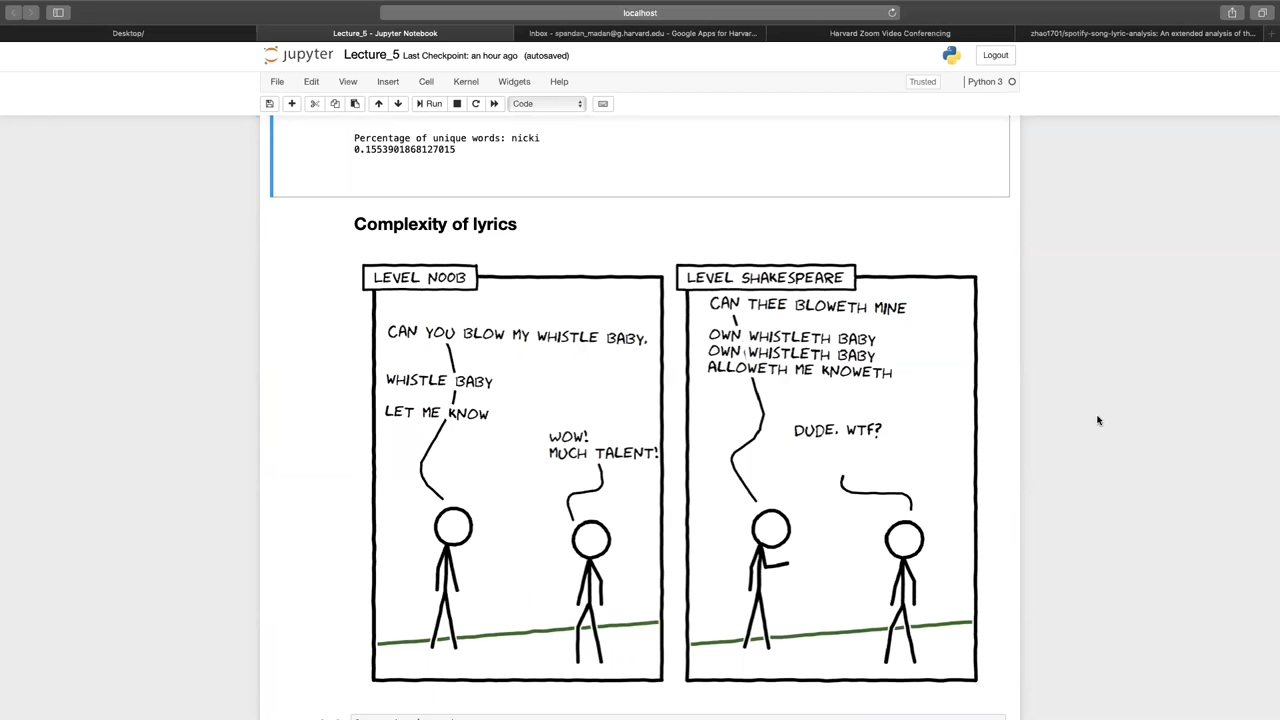 localhost
Desktop/
Lecture_5 - Jupyter Notebook
Inbox - spandan_madan@g.harvard.edu - Google Apps for Harvar...
Harvard Zoom Video Conferencing
zhao1701/spotify-song-lyric-analysis: An extended analysis of th...
jupyter Lecture_5 Last Checkpoint: an hour ago (autosaved)
Logout
File Edit View Insert Cell Kernel Widgets Help
Trusted
Python 3
Run
Code
Percentage of unique words: nicki
0.1553901868127015
Complexity of lyrics
LEVEL NOOB
CAN YOU BLOW MY WHISTLE BABY.
WHISTLE BABY
LET ME KNOW
WOW!
MUCH TALENT!
LEVEL SHAKESPEARE
CAN THEE BLOWETH MINE
OWN WHISTLETH BABY
OWN WHISTLETH BABY
ALLOWETH ME KNOWETH
DUDE. WTF?